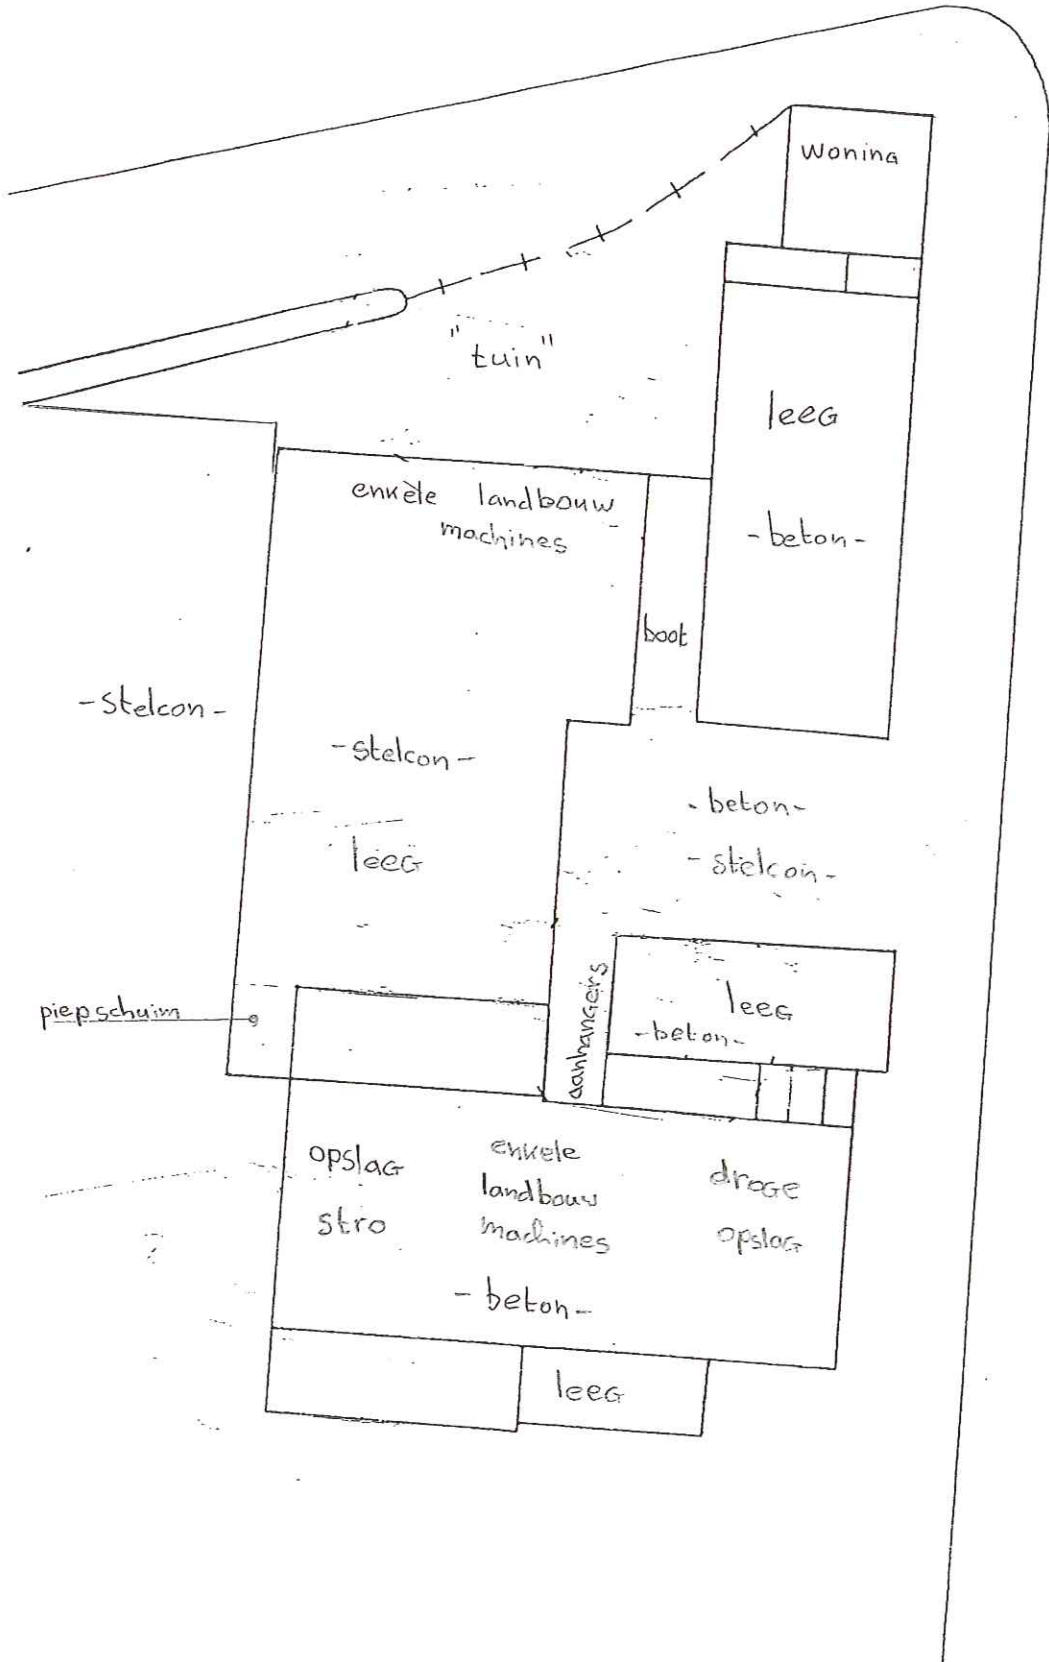 woning
"tuin"
leeg
enkele landbouw
machines
-beton-
boot
-stelcon-
-stelcon-
-beton-
leeg
-stelcon-
aanhangers
leeg
piepschuim
-beton-
opslag
stro
enkele
landbouw
machines
droge
opslag
-beton-
leeg